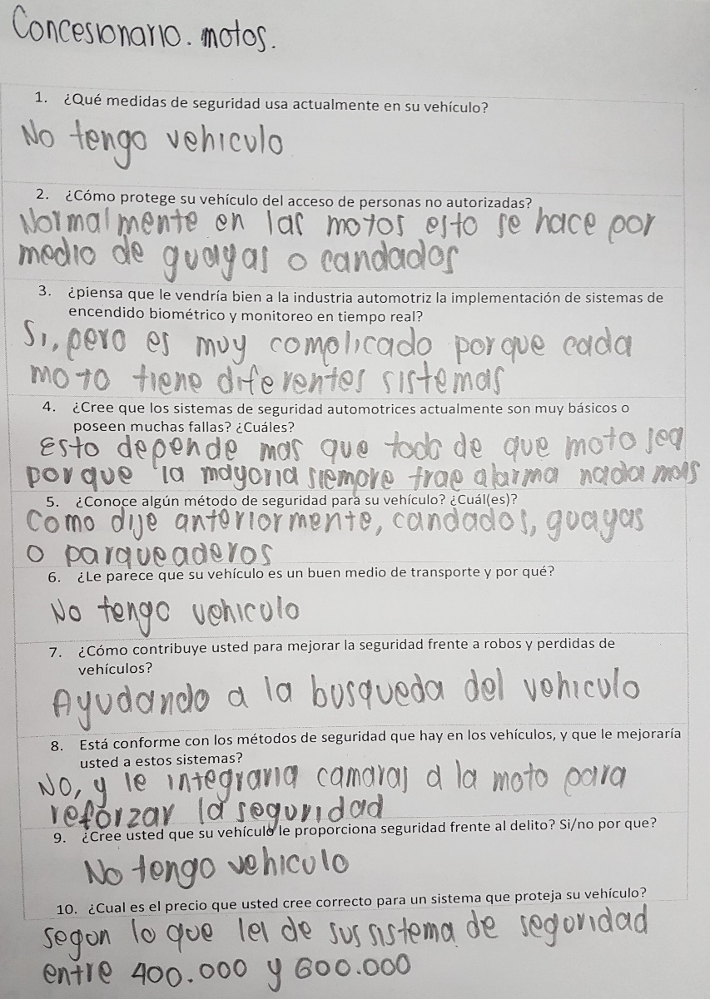 Concesionario. motos.
1. ¿Qué medidas de seguridad usa actualmente en su vehículo?
No tengo vehiculo
2. ¿Cómo protege su vehículo del acceso de personas no autorizadas?
Normalmente en las motos esto se hace por
medio de guayas o candados
3. ¿piensa que le vendría bien a la industria automotriz la implementación de sistemas de
encendido biométrico y monitoreo en tiempo real?
Si, pero es muy complicado porque cada
moto tiene diferentes sistemas
4. ¿Cree que los sistemas de seguridad automotrices actualmente son muy básicos o
poseen muchas fallas? ¿Cuáles?
Esto depende mas que todo de que moto sea
porque la mayoria siempre trae alarma nada mas
5. ¿Conoce algún método de seguridad para su vehículo? ¿Cuál(es)?
Como dije anteriormente, candados, guayas
o parqueaderos
6. ¿Le parece que su vehículo es un buen medio de transporte y por qué?
No tengo vehiculo
7. ¿Cómo contribuye usted para mejorar la seguridad frente a robos y perdidas de
vehículos?
Ayudando a la busqueda del vehiculo
8. Está conforme con los métodos de seguridad que hay en los vehículos, y que le mejoraría
usted a estos sistemas?
No, y le integraria camaras a la moto para
reforzar la seguridad
9. ¿Cree usted que su vehículo le proporciona seguridad frente al delito? Si/no por que?
No tengo vehiculo
10. ¿Cual es el precio que usted cree correcto para un sistema que proteja su vehículo?
segun lo que lei de sus sistema de seguridad
entre 400.000 y 600.000